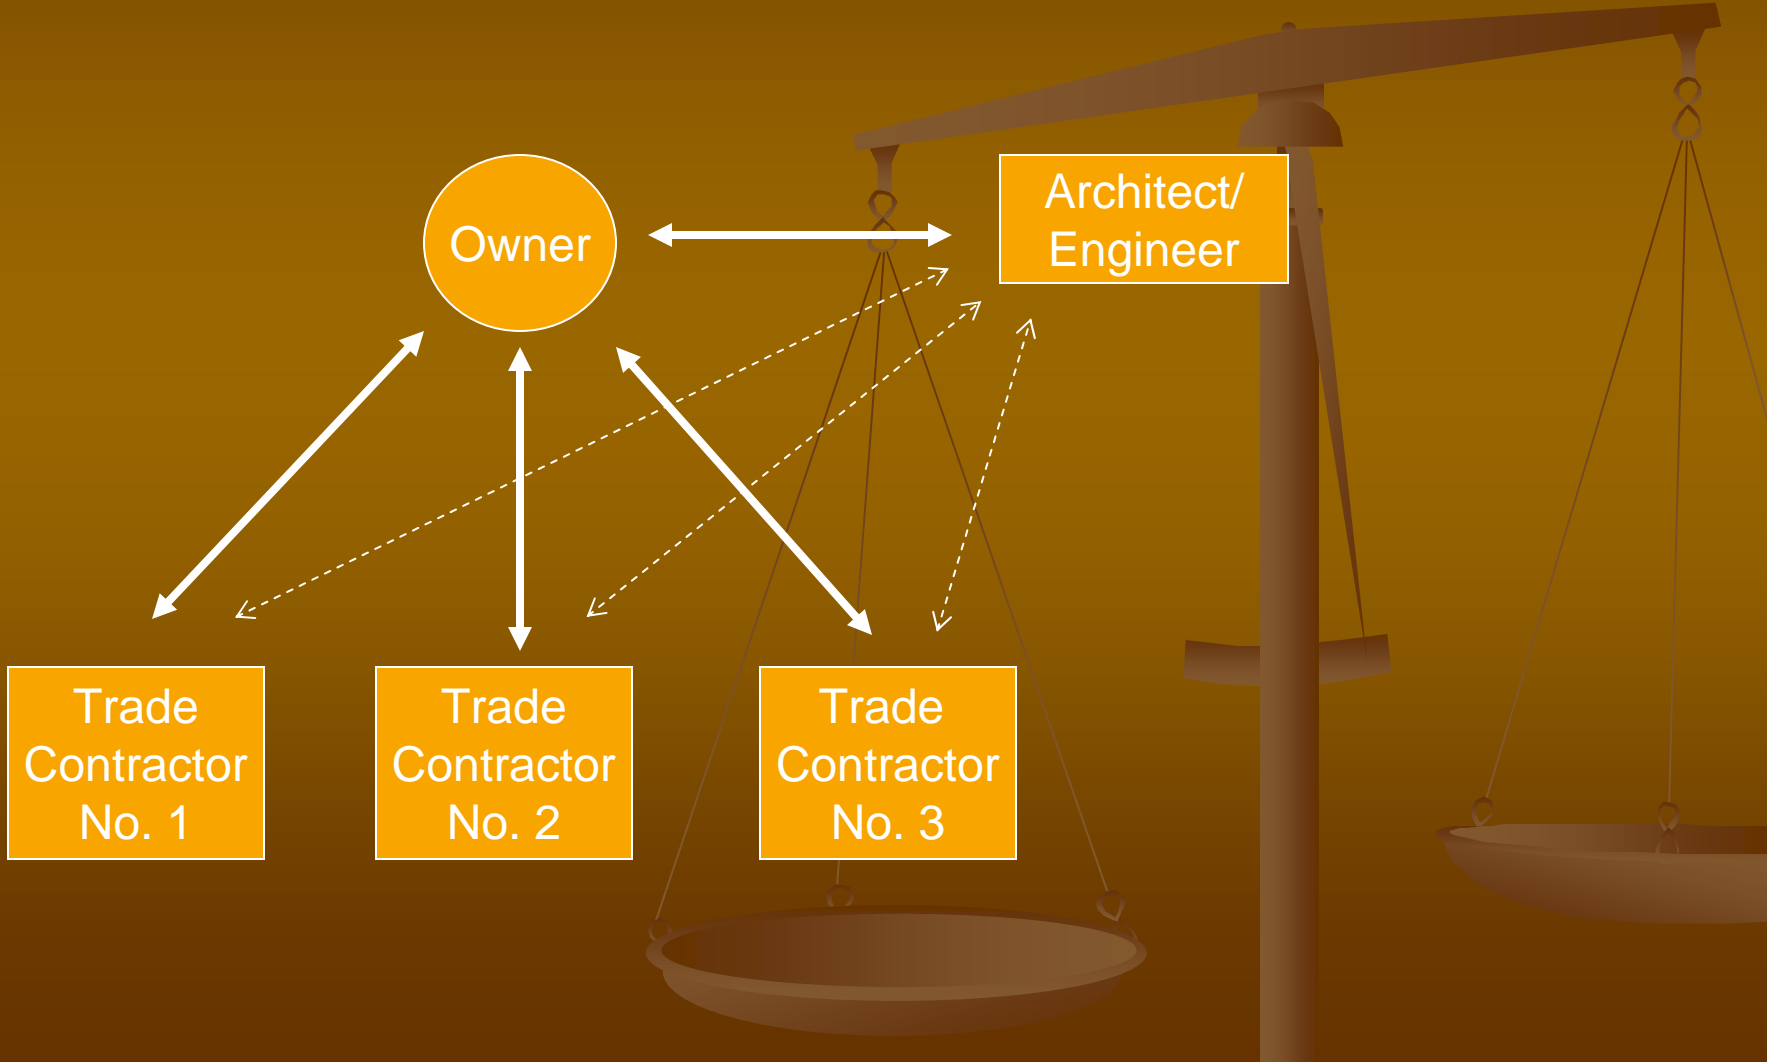 Owner
Architect/
Engineer
Trade
Contractor
No. 1
Trade
Contractor
No. 2
Trade
Contractor
No. 3